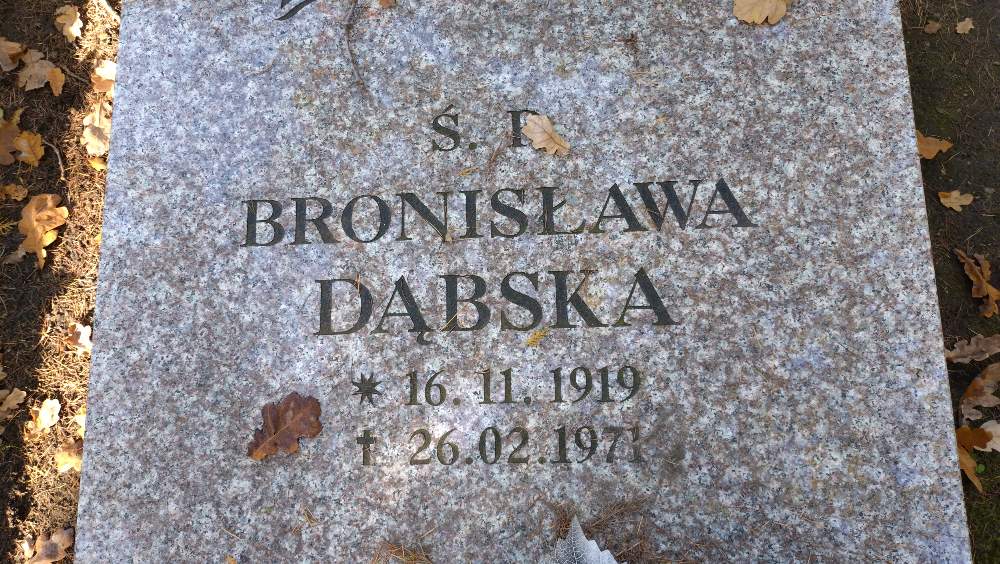 Ś. P
BRONISŁAWA
DĄBSKA
* 16. 11. 1919
† 26.02.1971